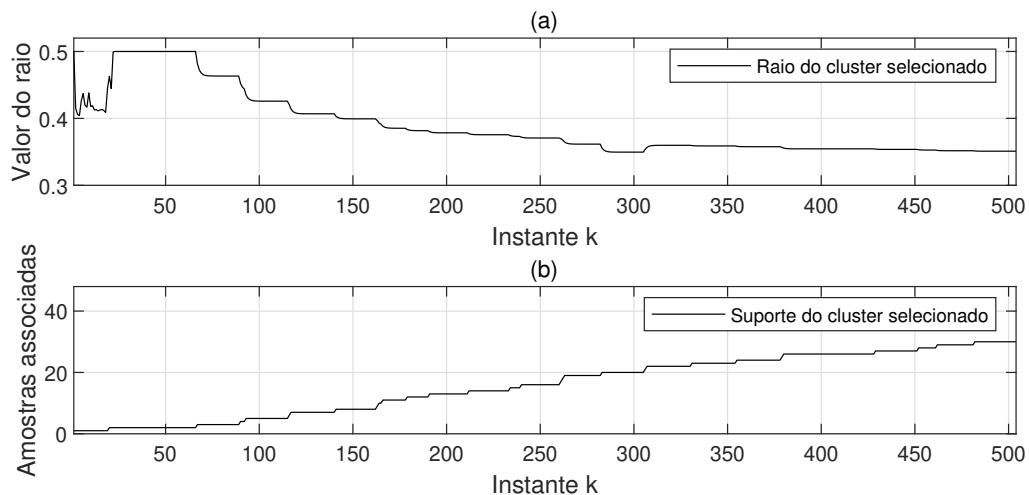 (a)
Raio do cluster selecionado
Valor do raio
0.5
0.4
0.3
50 100 150 200 250 300 350 400 450 500
Instante k
(b)
Suporte do cluster selecionado
Amostras associadas
40
20
0
50 100 150 200 250 300 350 400 450 500
Instante k